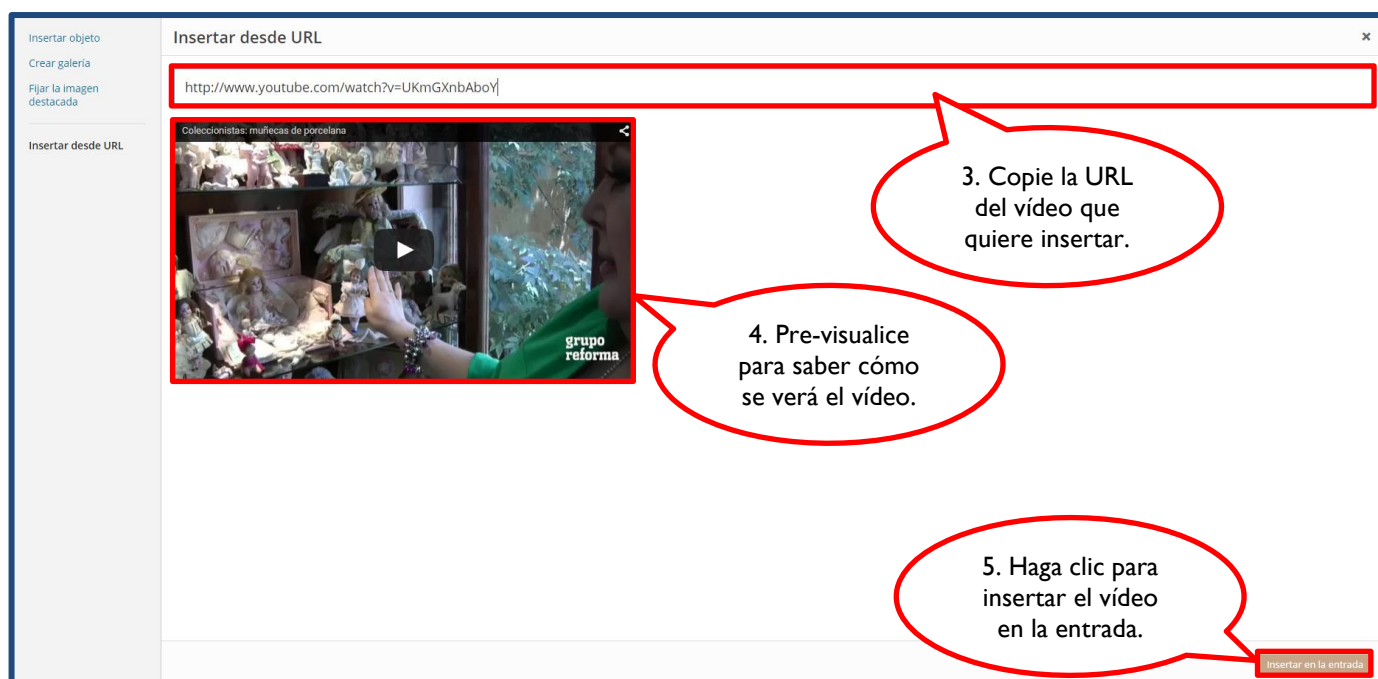 Insertar objeto
Crear galería
Fijar la imagen
destacada
Insertar desde URL
Insertar desde URL
×
http://www.youtube.com/watch?v=UKmGXnbAboY
Coleccionistas: muñecas de porcelana
grupo
reforma
3. Copie la URL
del vídeo que
quiere insertar.
4. Pre-visualice
para saber cómo
se verá el vídeo.
5. Haga clic para
insertar el vídeo
en la entrada.
Insertar en la entrada